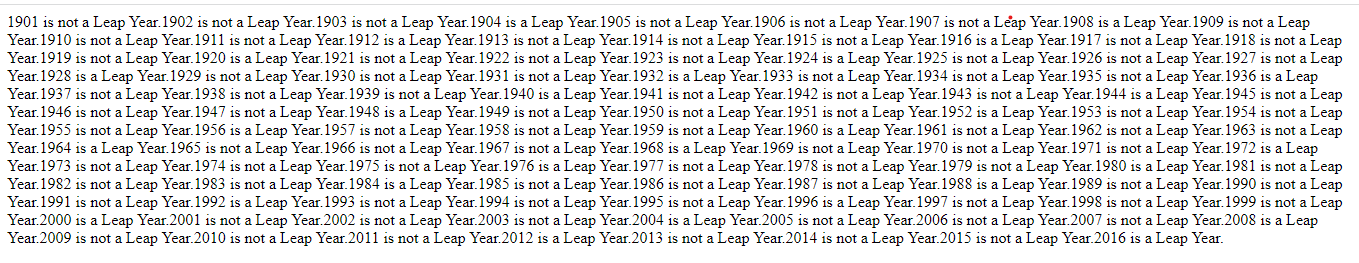 1901 is not a Leap Year.1902 is not a Leap Year.1903 is not a Leap Year.1904 is a Leap Year.1905 is not a Leap Year.1906 is not a Leap Year.1907 is not a Leap Year.1908 is a Leap Year.1909 is not a Leap
Year.1910 is not a Leap Year.1911 is not a Leap Year.1912 is a Leap Year.1913 is not a Leap Year.1914 is not a Leap Year.1915 is not a Leap Year.1916 is a Leap Year.1917 is not a Leap Year.1918 is not a Leap
Year.1919 is not a Leap Year.1920 is a Leap Year.1921 is not a Leap Year.1922 is not a Leap Year.1923 is not a Leap Year.1924 is a Leap Year.1925 is not a Leap Year.1926 is not a Leap Year.1927 is not a Leap
Year.1928 is a Leap Year.1929 is not a Leap Year.1930 is not a Leap Year.1931 is not a Leap Year.1932 is a Leap Year.1933 is not a Leap Year.1934 is not a Leap Year.1935 is not a Leap Year.1936 is a Leap
Year.1937 is not a Leap Year.1938 is not a Leap Year.1939 is not a Leap Year.1940 is a Leap Year.1941 is not a Leap Year.1942 is not a Leap Year.1943 is not a Leap Year.1944 is a Leap Year.1945 is not a Leap
Year.1946 is not a Leap Year.1947 is not a Leap Year.1948 is a Leap Year.1949 is not a Leap Year.1950 is not a Leap Year.1951 is not a Leap Year.1952 is a Leap Year.1953 is not a Leap Year.1954 is not a Leap
Year.1955 is not a Leap Year.1956 is a Leap Year.1957 is not a Leap Year.1958 is not a Leap Year.1959 is not a Leap Year.1960 is a Leap Year.1961 is not a Leap Year.1962 is not a Leap Year.1963 is not a Leap
Year.1964 is a Leap Year.1965 is not a Leap Year.1966 is not a Leap Year.1967 is not a Leap Year.1968 is a Leap Year.1969 is not a Leap Year.1970 is not a Leap Year.1971 is not a Leap Year.1972 is a Leap
Year.1973 is not a Leap Year.1974 is not a Leap Year.1975 is not a Leap Year.1976 is a Leap Year.1977 is not a Leap Year.1978 is not a Leap Year.1979 is not a Leap Year.1980 is a Leap Year.1981 is not a Leap
Year.1982 is not a Leap Year.1983 is not a Leap Year.1984 is a Leap Year.1985 is not a Leap Year.1986 is not a Leap Year.1987 is not a Leap Year.1988 is a Leap Year.1989 is not a Leap Year.1990 is not a Leap
Year.1991 is not a Leap Year.1992 is a Leap Year.1993 is not a Leap Year.1994 is not a Leap Year.1995 is not a Leap Year.1996 is a Leap Year.1997 is not a Leap Year.1998 is not a Leap Year.1999 is not a Leap
Year.2000 is a Leap Year.2001 is not a Leap Year.2002 is not a Leap Year.2003 is not a Leap Year.2004 is a Leap Year.2005 is not a Leap Year.2006 is not a Leap Year.2007 is not a Leap Year.2008 is a Leap
Year.2009 is not a Leap Year.2010 is not a Leap Year.2011 is not a Leap Year.2012 is a Leap Year.2013 is not a Leap Year.2014 is not a Leap Year.2015 is not a Leap Year.2016 is a Leap Year.